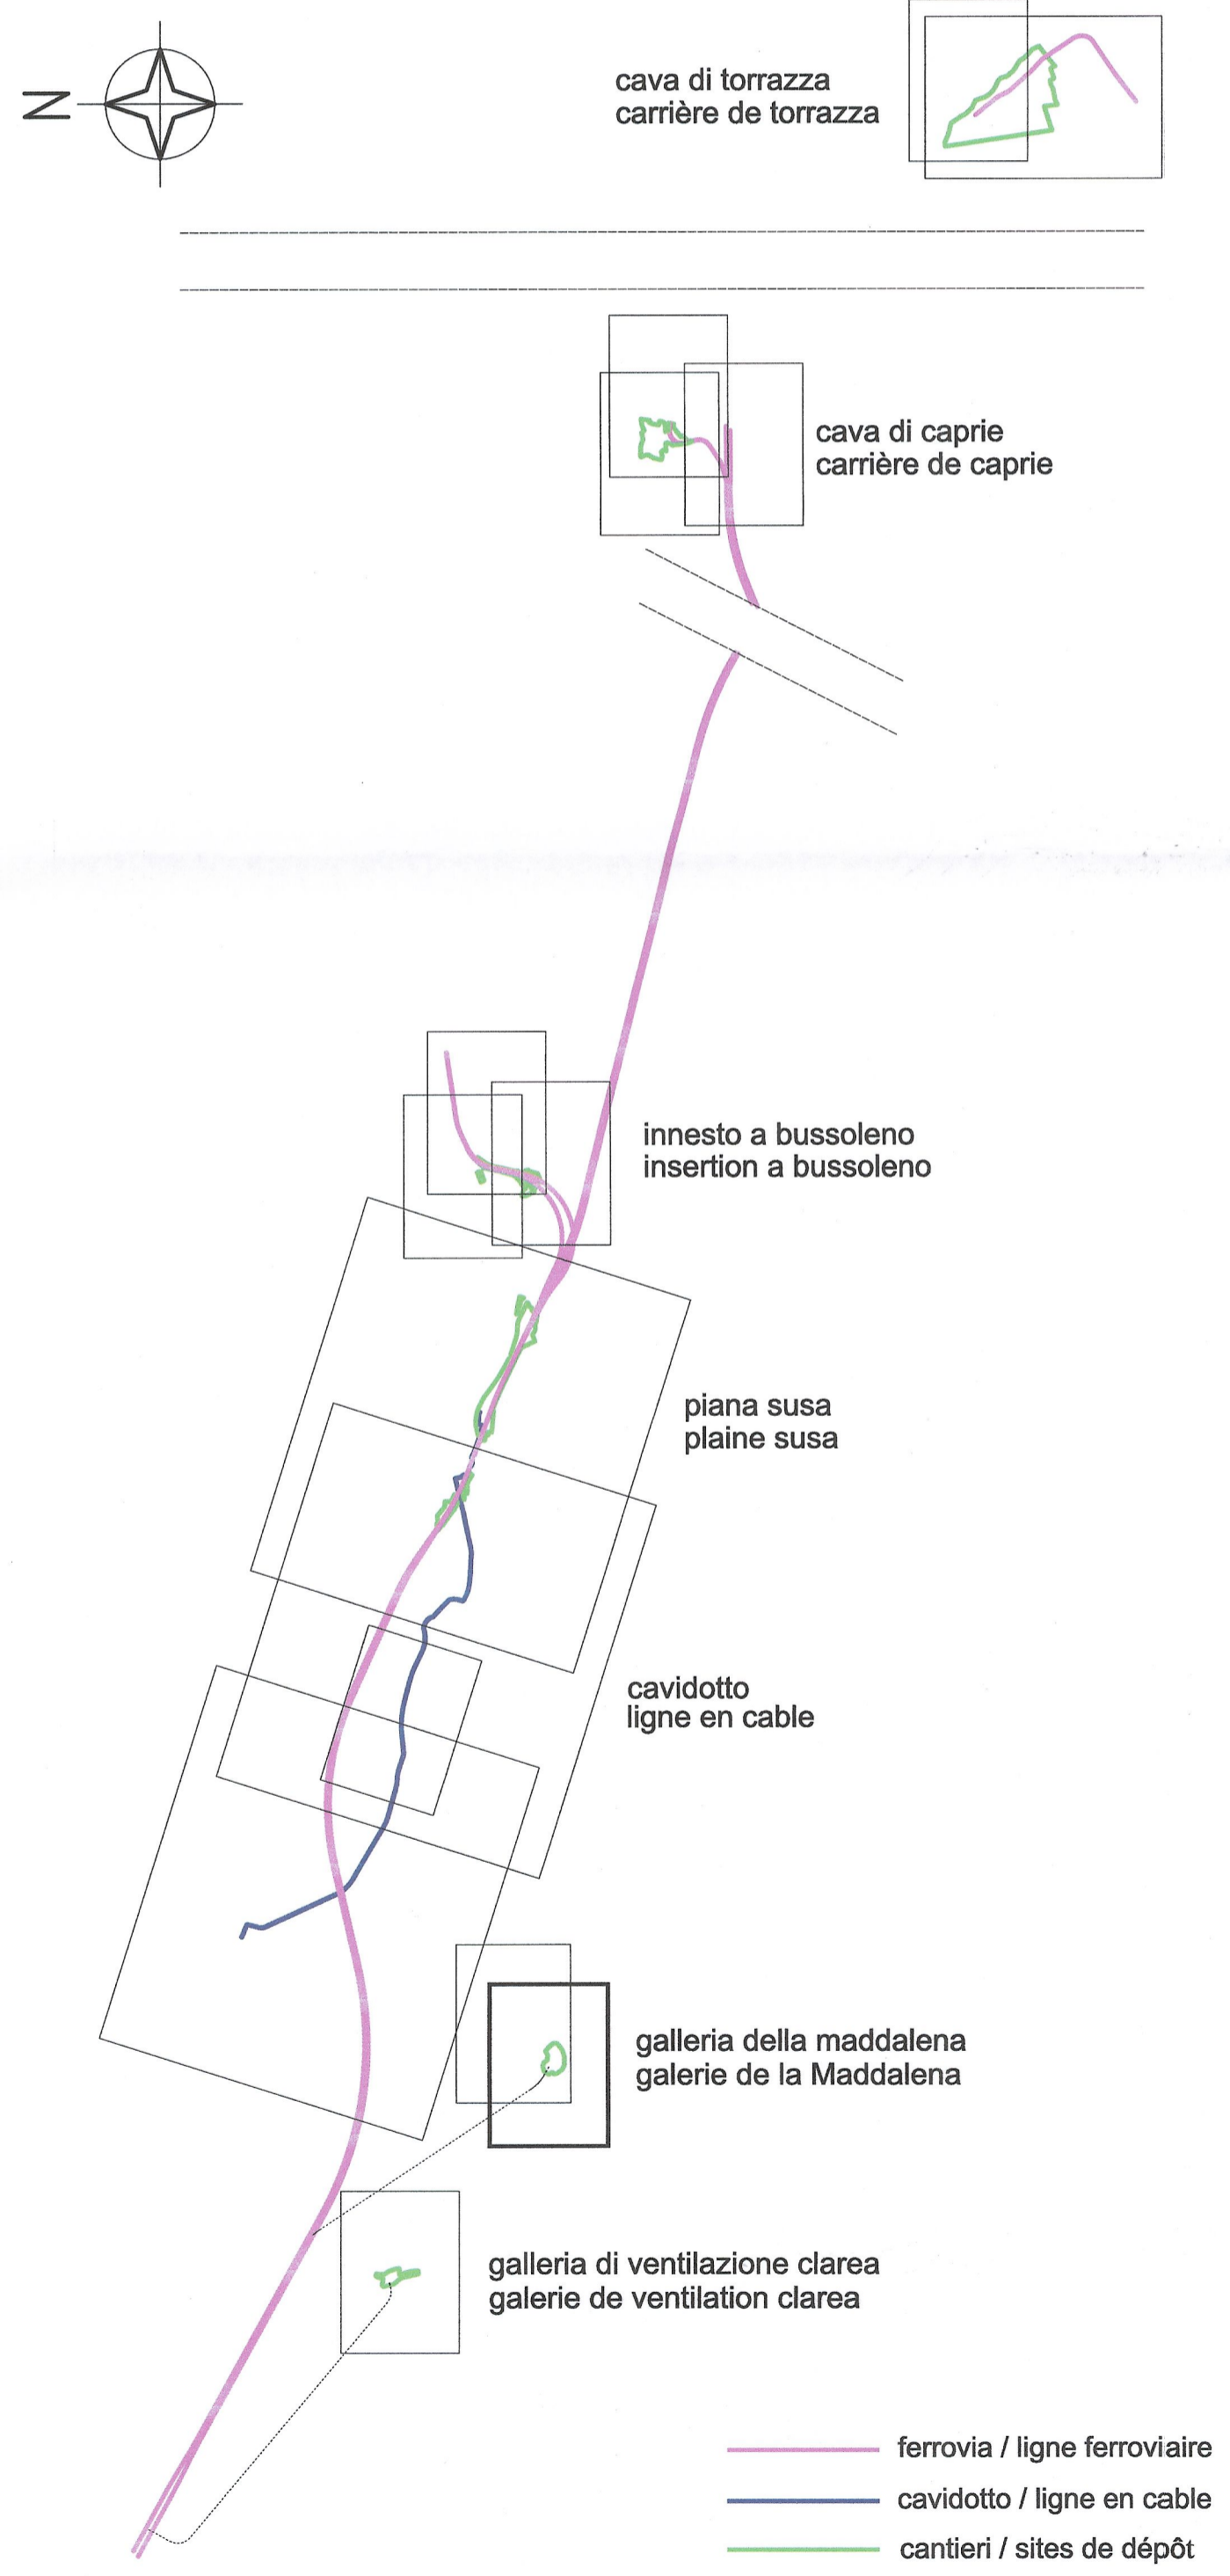 N
cava di torrazza
carrière de torrazza
cava di caprie
carrière de caprie
innesto a bussoleno
insertion a bussoleno
piana susa
plaine susa
cavidotto
ligne en cable
galleria della maddalena
galerie de la Maddalena
galleria di ventilazione clarea
galerie de ventilation clarea
ferrovia / ligne ferroviaire
cavidotto / ligne en cable
cantieri / sites de dépôt